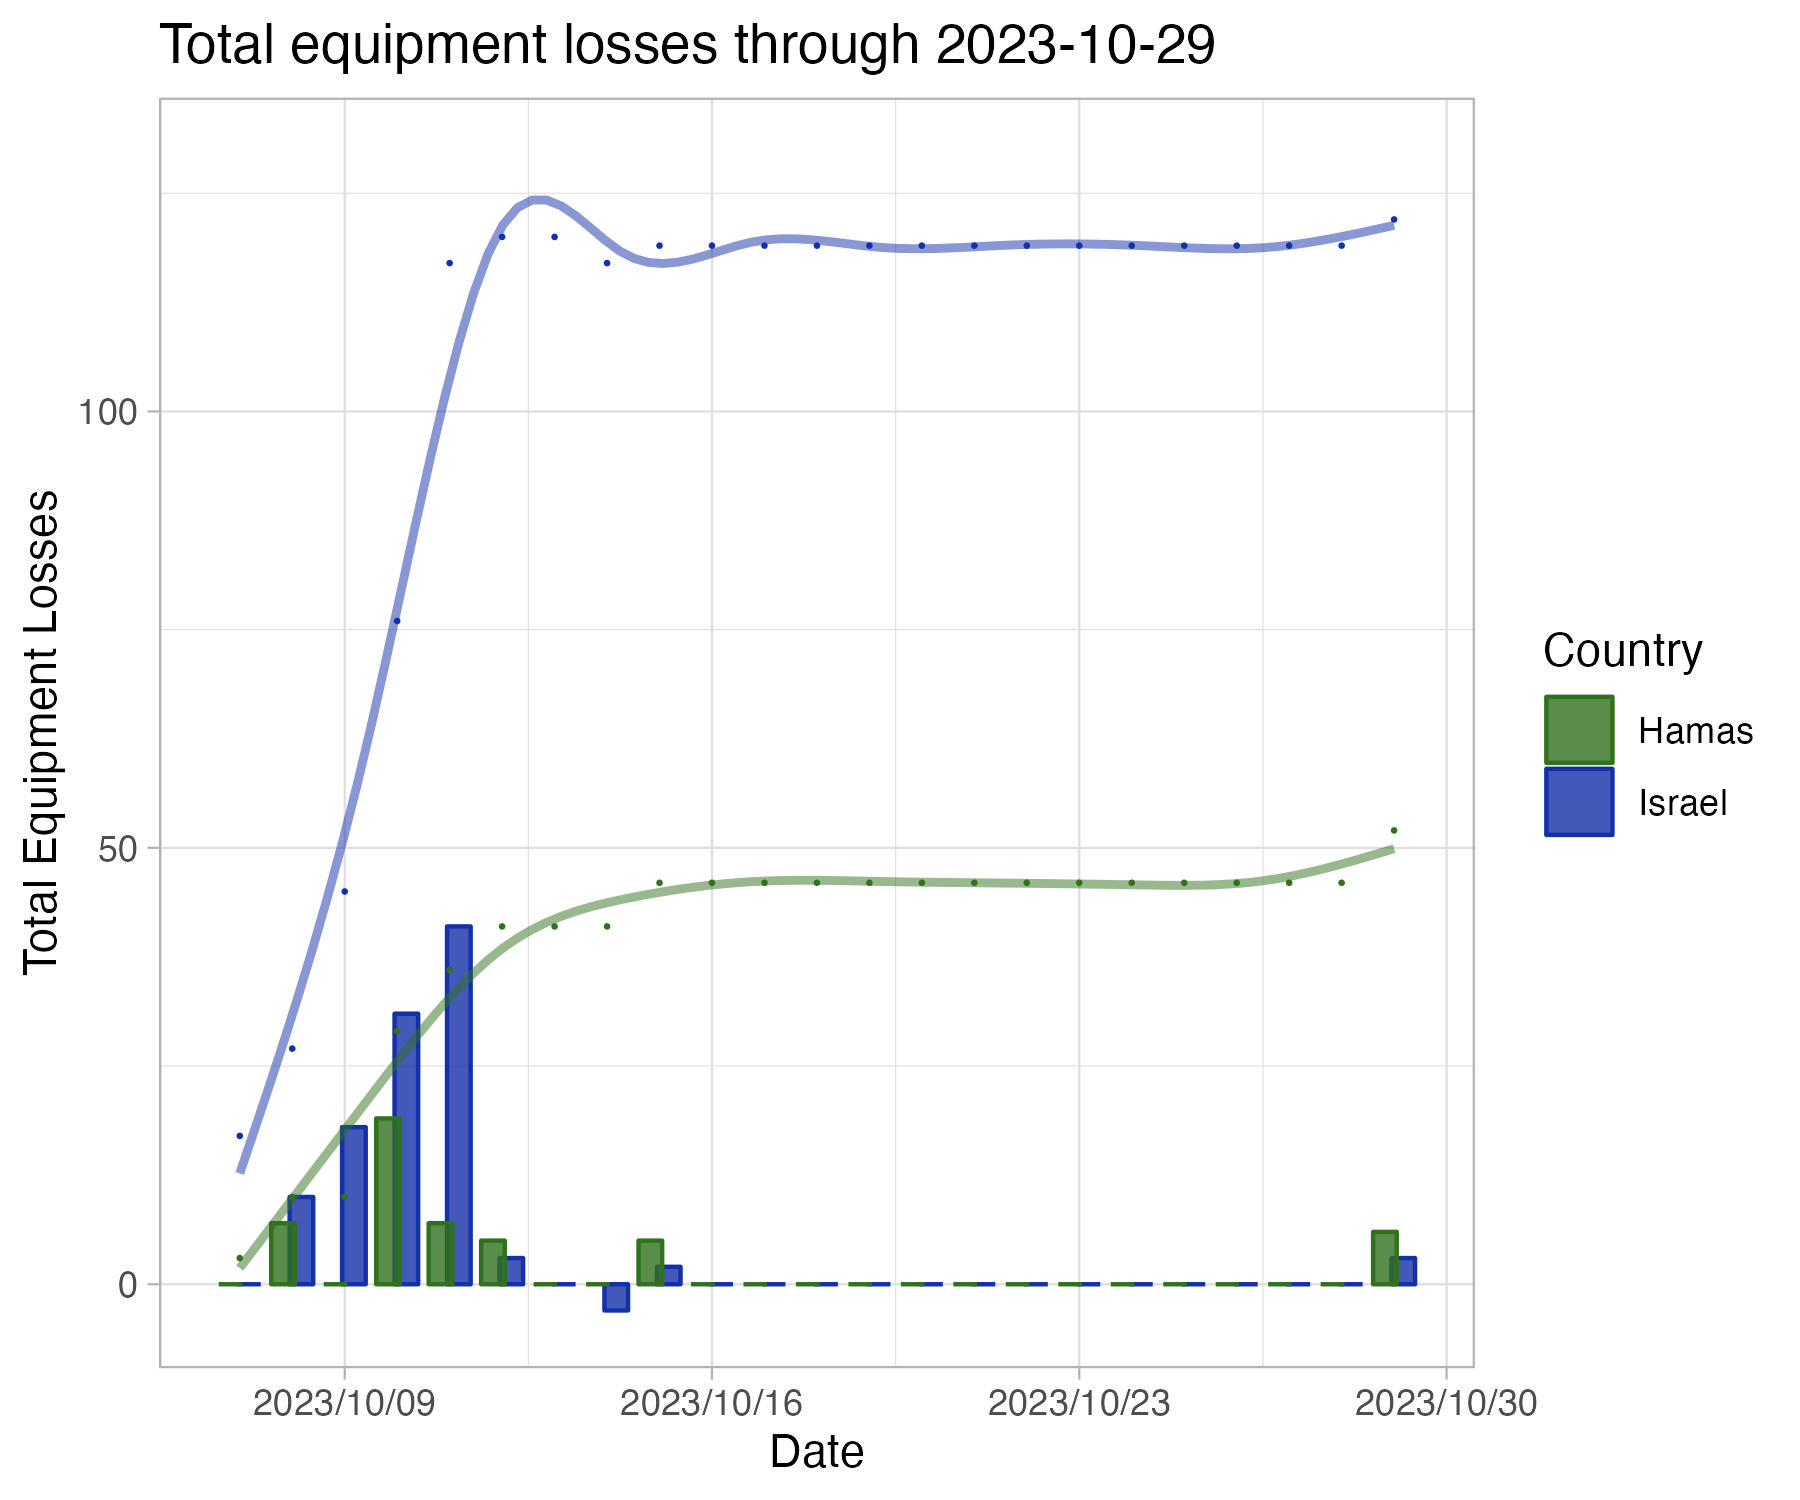 Total equipment losses through 2023-10-29
Total Equipment Losses
100
50
0
2023/10/09
2023/10/16
2023/10/23
2023/10/30
Date
Country
Hamas
Israel